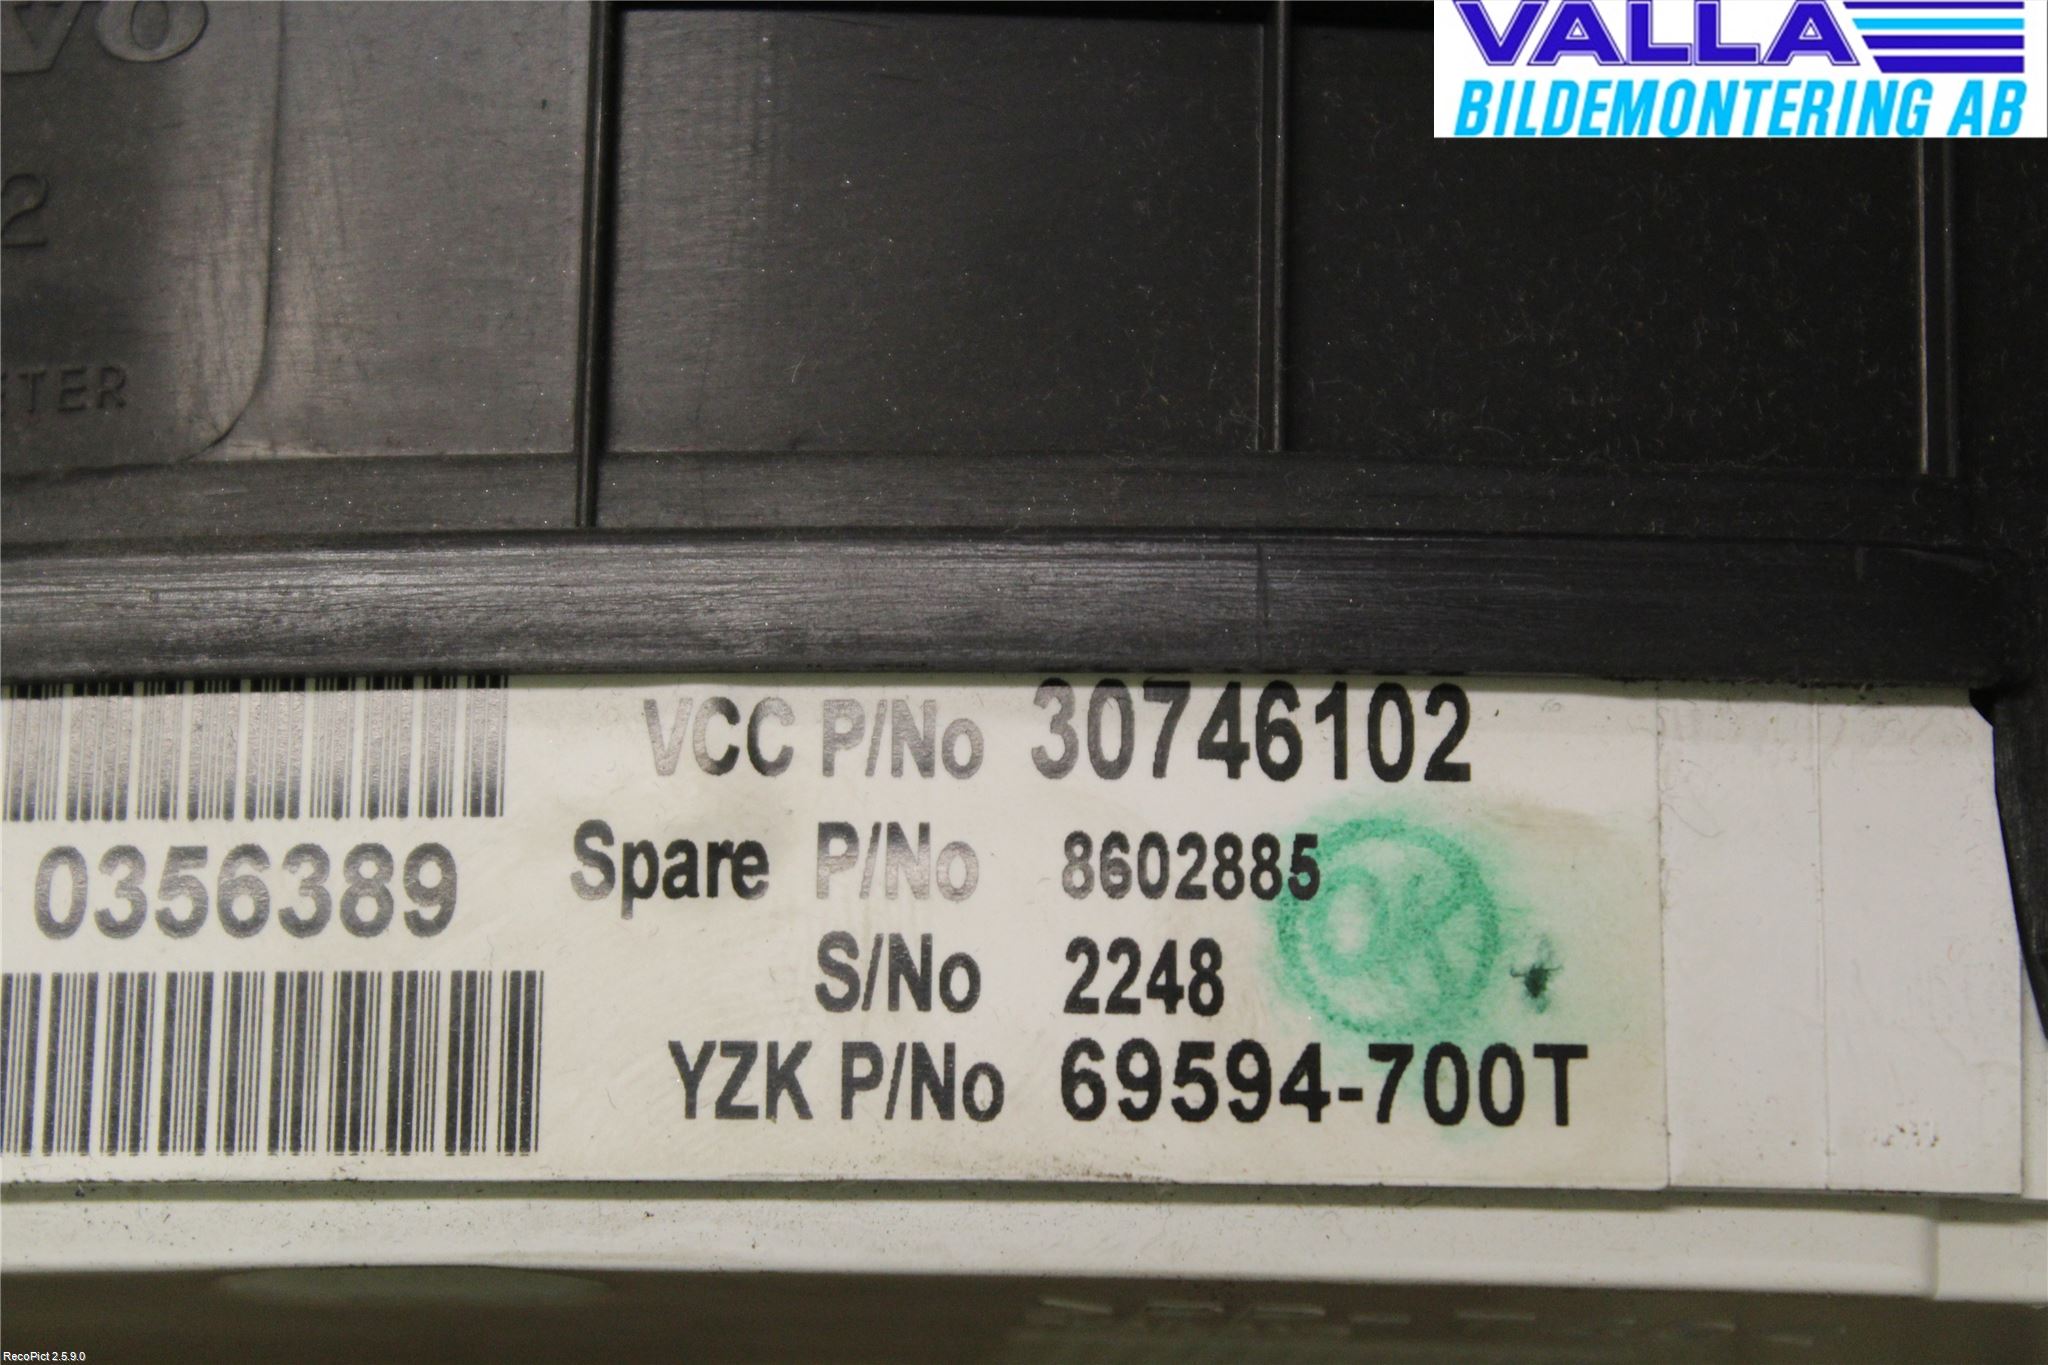 VALLA
BILDEMONTERING AB
VCC P/No 30746102
0356389
Spare P/No 8602885
OK
S/No 2248
YZK P/No 69594-700T
RecoPict 2.5.9.0